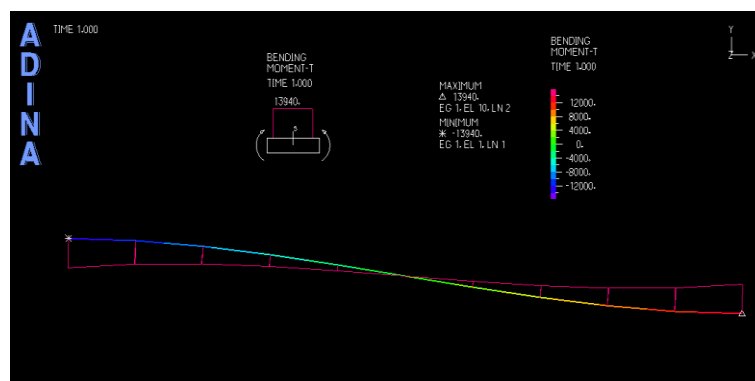 ADINA
TIME 1.000
BENDING
MOMENT-T
TIME 1.000
13940.
S
MAXIMUM
△ 13940.
EG 1, EL 10, LN 2
MINIMUM
✳ -13940.
EG 1, EL 1, LN 1
BENDING
MOMENT-T
TIME 1.000
12000.
8000.
4000.
0.
-4000.
-8000.
-12000.
Y
Z X